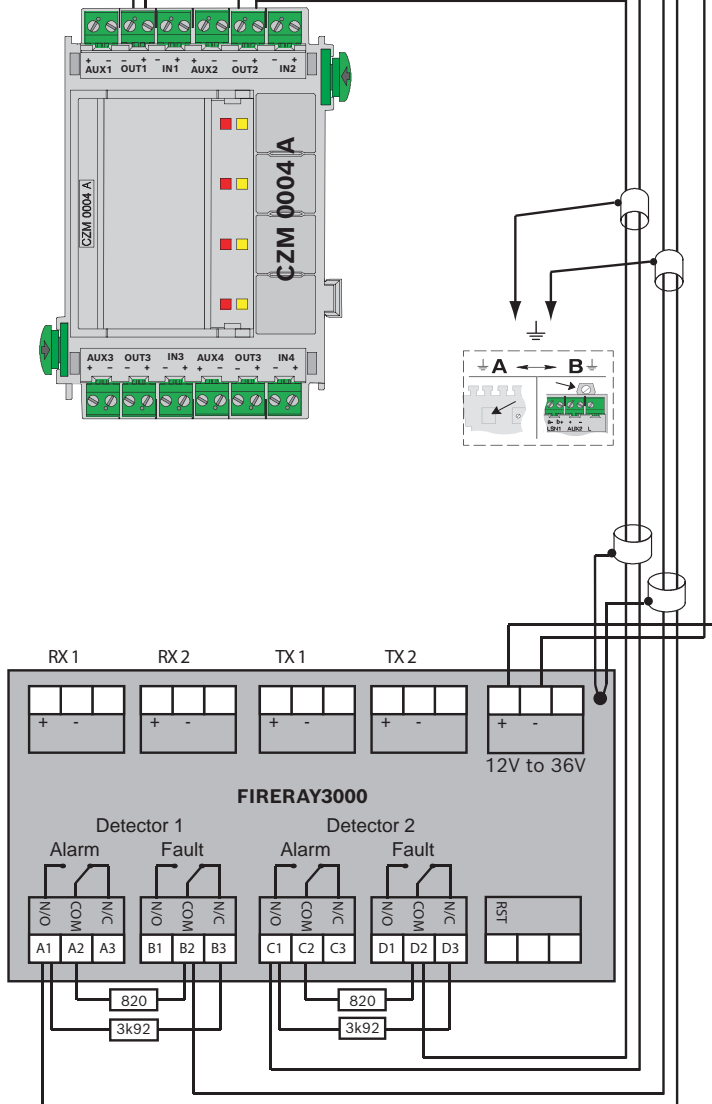 + - - + - + + - - + - +
AUX1 OUT1 IN1 AUX2 OUT2 IN2
CZM 0004 A
CZM 0004 A
AUX3 OUT3 IN3 AUX4 OUT3 IN4
+ - - + - + + - - + - +
A B
a- b+ + -
LSN1 AUX2 L
RX 1 RX 2 TX 1 TX 2
+ - + - + - + - + -
12V to 36V
FIRERAY3000
Detector 1 Detector 2
Alarm Fault Alarm Fault
N/O COM N/C N/O COM N/C N/O COM N/C N/O COM N/C RST
A1 A2 A3 B1 B2 B3 C1 C2 C3 D1 D2 D3
820 820
3k92 3k92